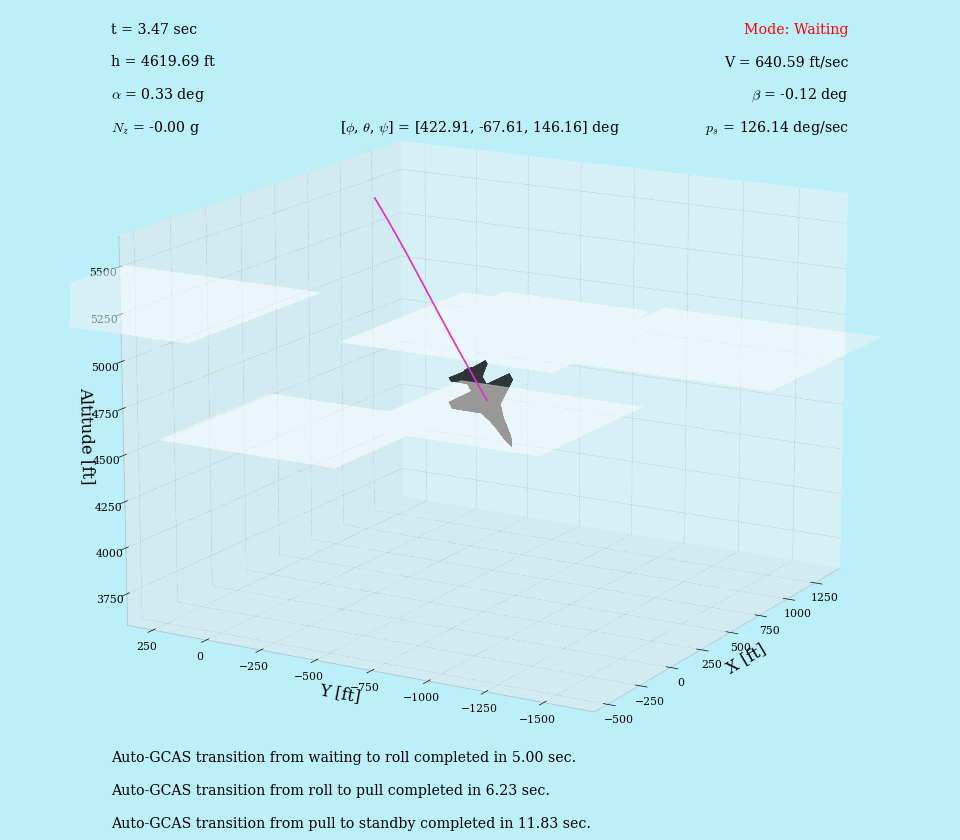 t = 3.47 sec
Mode: Waiting
h = 4619.69 ft
V = 640.59 ft/sec
α = 0.33 deg
β = -0.12 deg
N_z = -0.00 g
[ϕ, θ, ψ] = [422.91, -67.61, 146.16] deg
p_s = 126.14 deg/sec
5500
5250
5000
4750
4500
4250
4000
3750
Altitude [ft]
250
0
−250
−500
−750
−1000
−1250
−1500
Y [ft]
−500
−250
0
250
500
750
1000
1250
X [ft]
Auto-GCAS transition from waiting to roll completed in 5.00 sec.
Auto-GCAS transition from roll to pull completed in 6.23 sec.
Auto-GCAS transition from pull to standby completed in 11.83 sec.